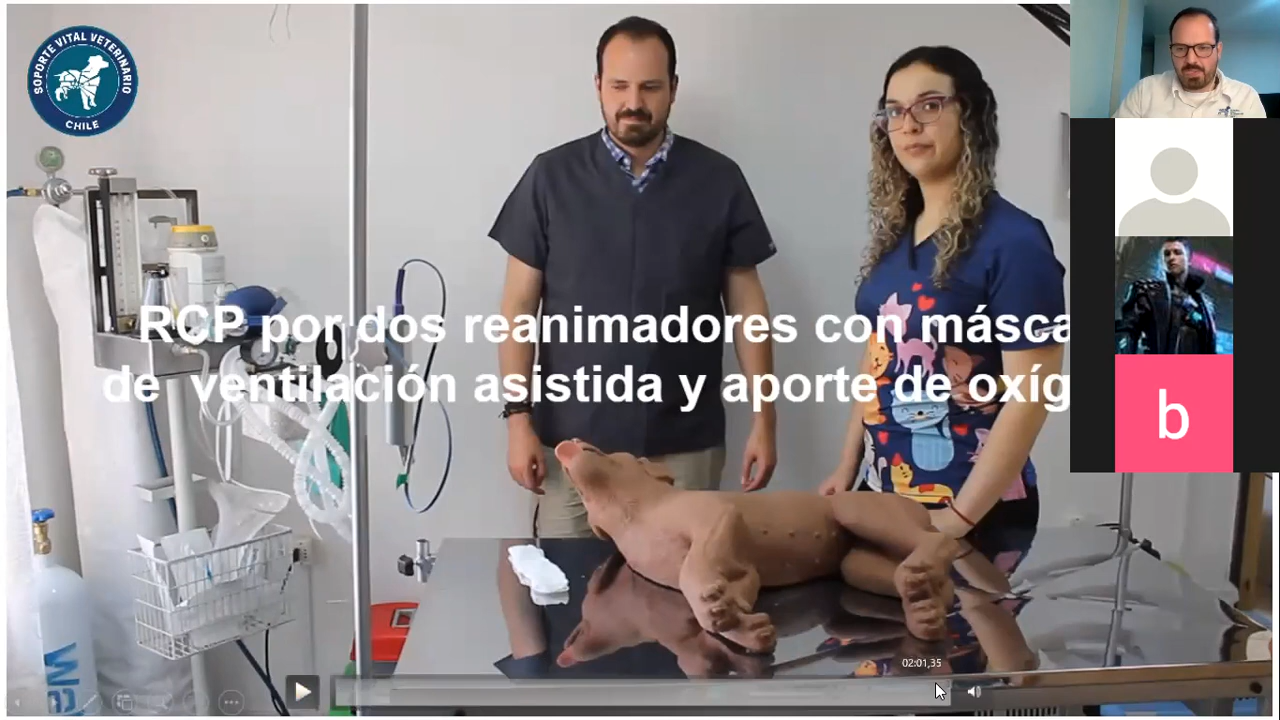 SOPORTE VITAL VETERINARIO
CHILE
RCP por dos reanimadores con másca
de ventilación asistida y aporte de oxíg
b
02:01,35